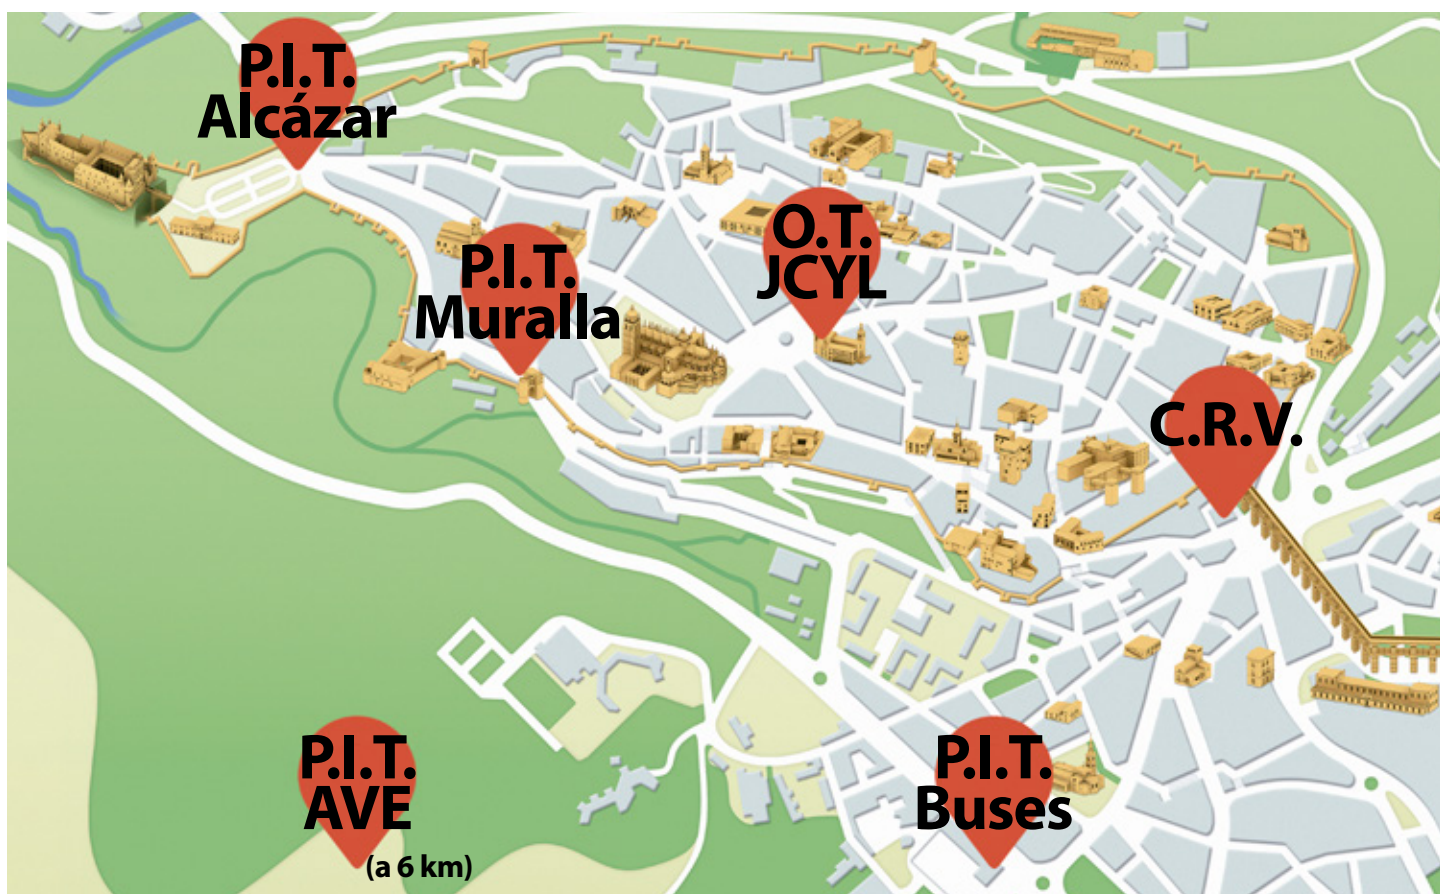 P.I.T.
Alcázar
P.I.T.
Muralla
O.T.
JCYL
C.R.V.
P.I.T.
AVE
(a 6 km)
P.I.T.
Buses